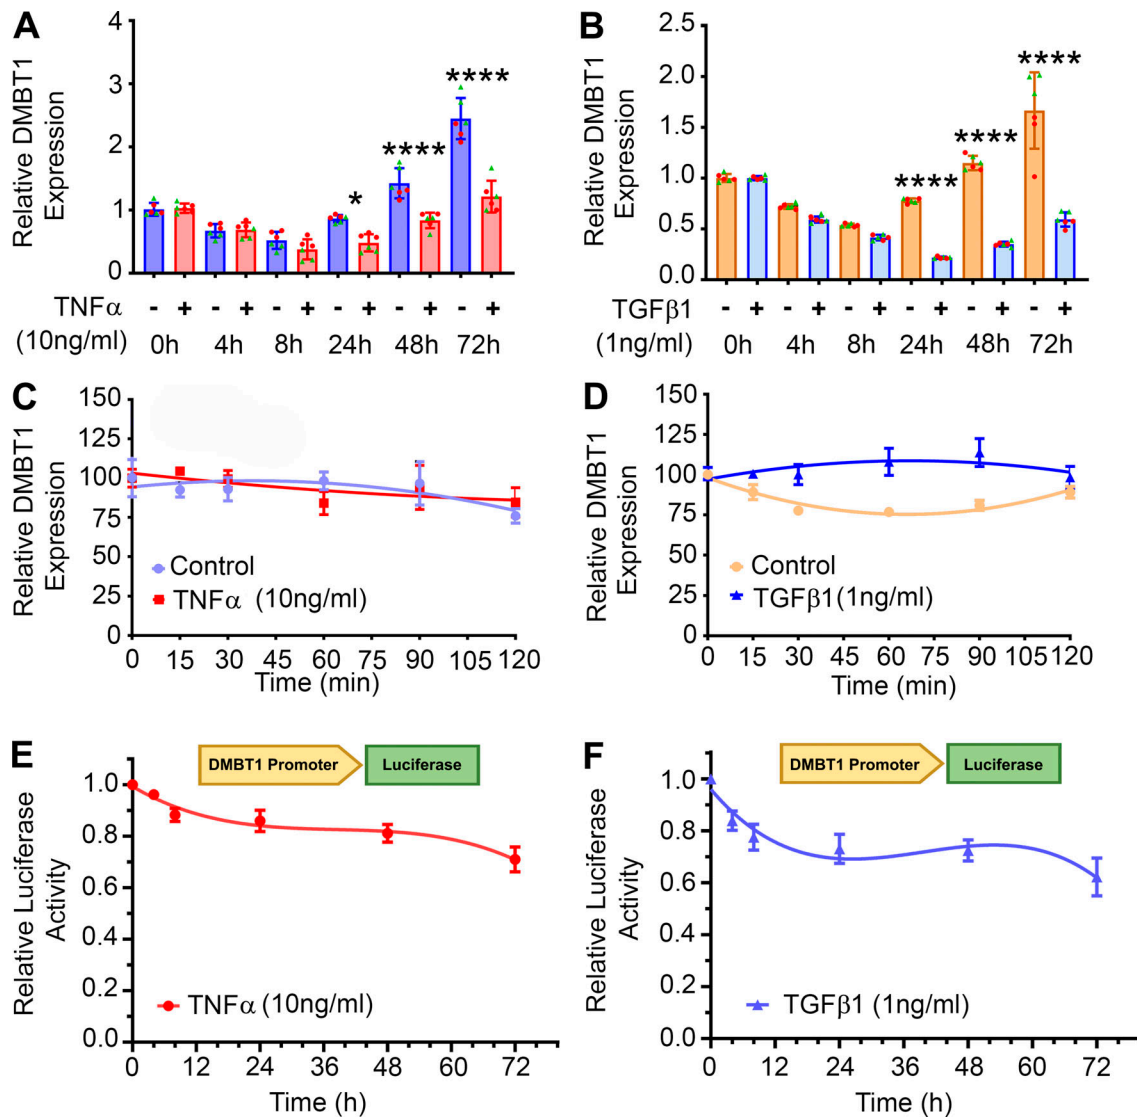 A
Relative DMBT1
Expression
4
3
2
1
0
*
****
****
TNFα
- + - + - + - + - + - +
(10ng/ml)
0h 4h 8h 24h 48h 72h
B
Relative DMBT1
Expression
2.5
2.0
1.5
1.0
0.5
0.0
****
****
****
TGFβ1
- + - + - + - + - + - +
(1ng/ml)
0h 4h 8h 24h 48h 72h
C
Relative DMBT1
Expression
150
125
100
75
50
25
0
Control
TNFα (10ng/ml)
0 15 30 45 60 75 90 105 120
Time (min)
D
Relative DMBT1
Expression
150
125
100
75
50
25
0
Control
TGFβ1(1ng/ml)
0 15 30 45 60 75 90 105 120
Time (min)
E
DMBT1 Promoter
Luciferase
Relative Luciferase
Activity
1.0
0.8
0.6
0.4
0.2
0.0
TNFα (10ng/ml)
0 12 24 36 48 60 72
Time (h)
F
DMBT1 Promoter
Luciferase
Relative Luciferase
Activity
1.0
0.8
0.6
0.4
0.2
0.0
TGFβ1 (1ng/ml)
0 12 24 36 48 60 72
Time (h)